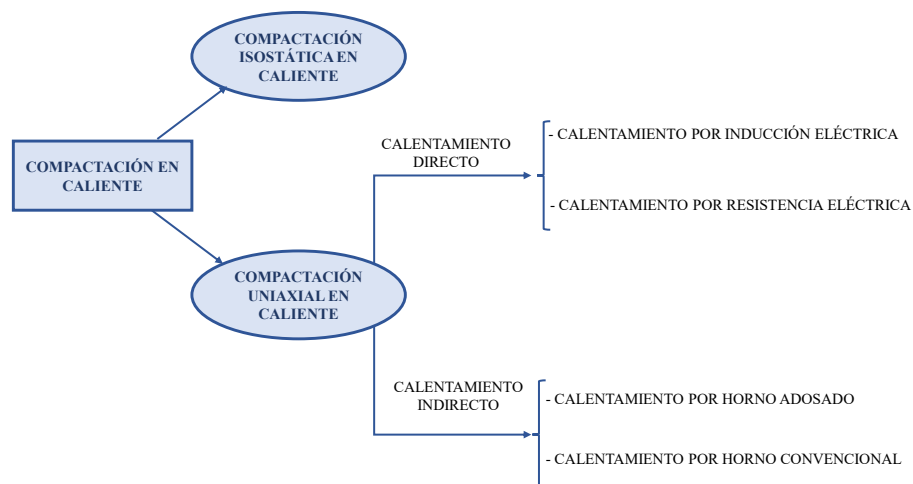 COMPACTACIÓN
ISOSTÁTICA EN
CALIENTE
COMPACTACIÓN EN
CALIENTE
CALENTAMIENTO
DIRECTO
- CALENTAMIENTO POR INDUCCIÓN ELÉCTRICA
- CALENTAMIENTO POR RESISTENCIA ELÉCTRICA
COMPACTACIÓN
UNIAXIAL EN
CALIENTE
CALENTAMIENTO
INDIRECTO
- CALENTAMIENTO POR HORNO ADOSADO
- CALENTAMIENTO POR HORNO CONVENCIONAL